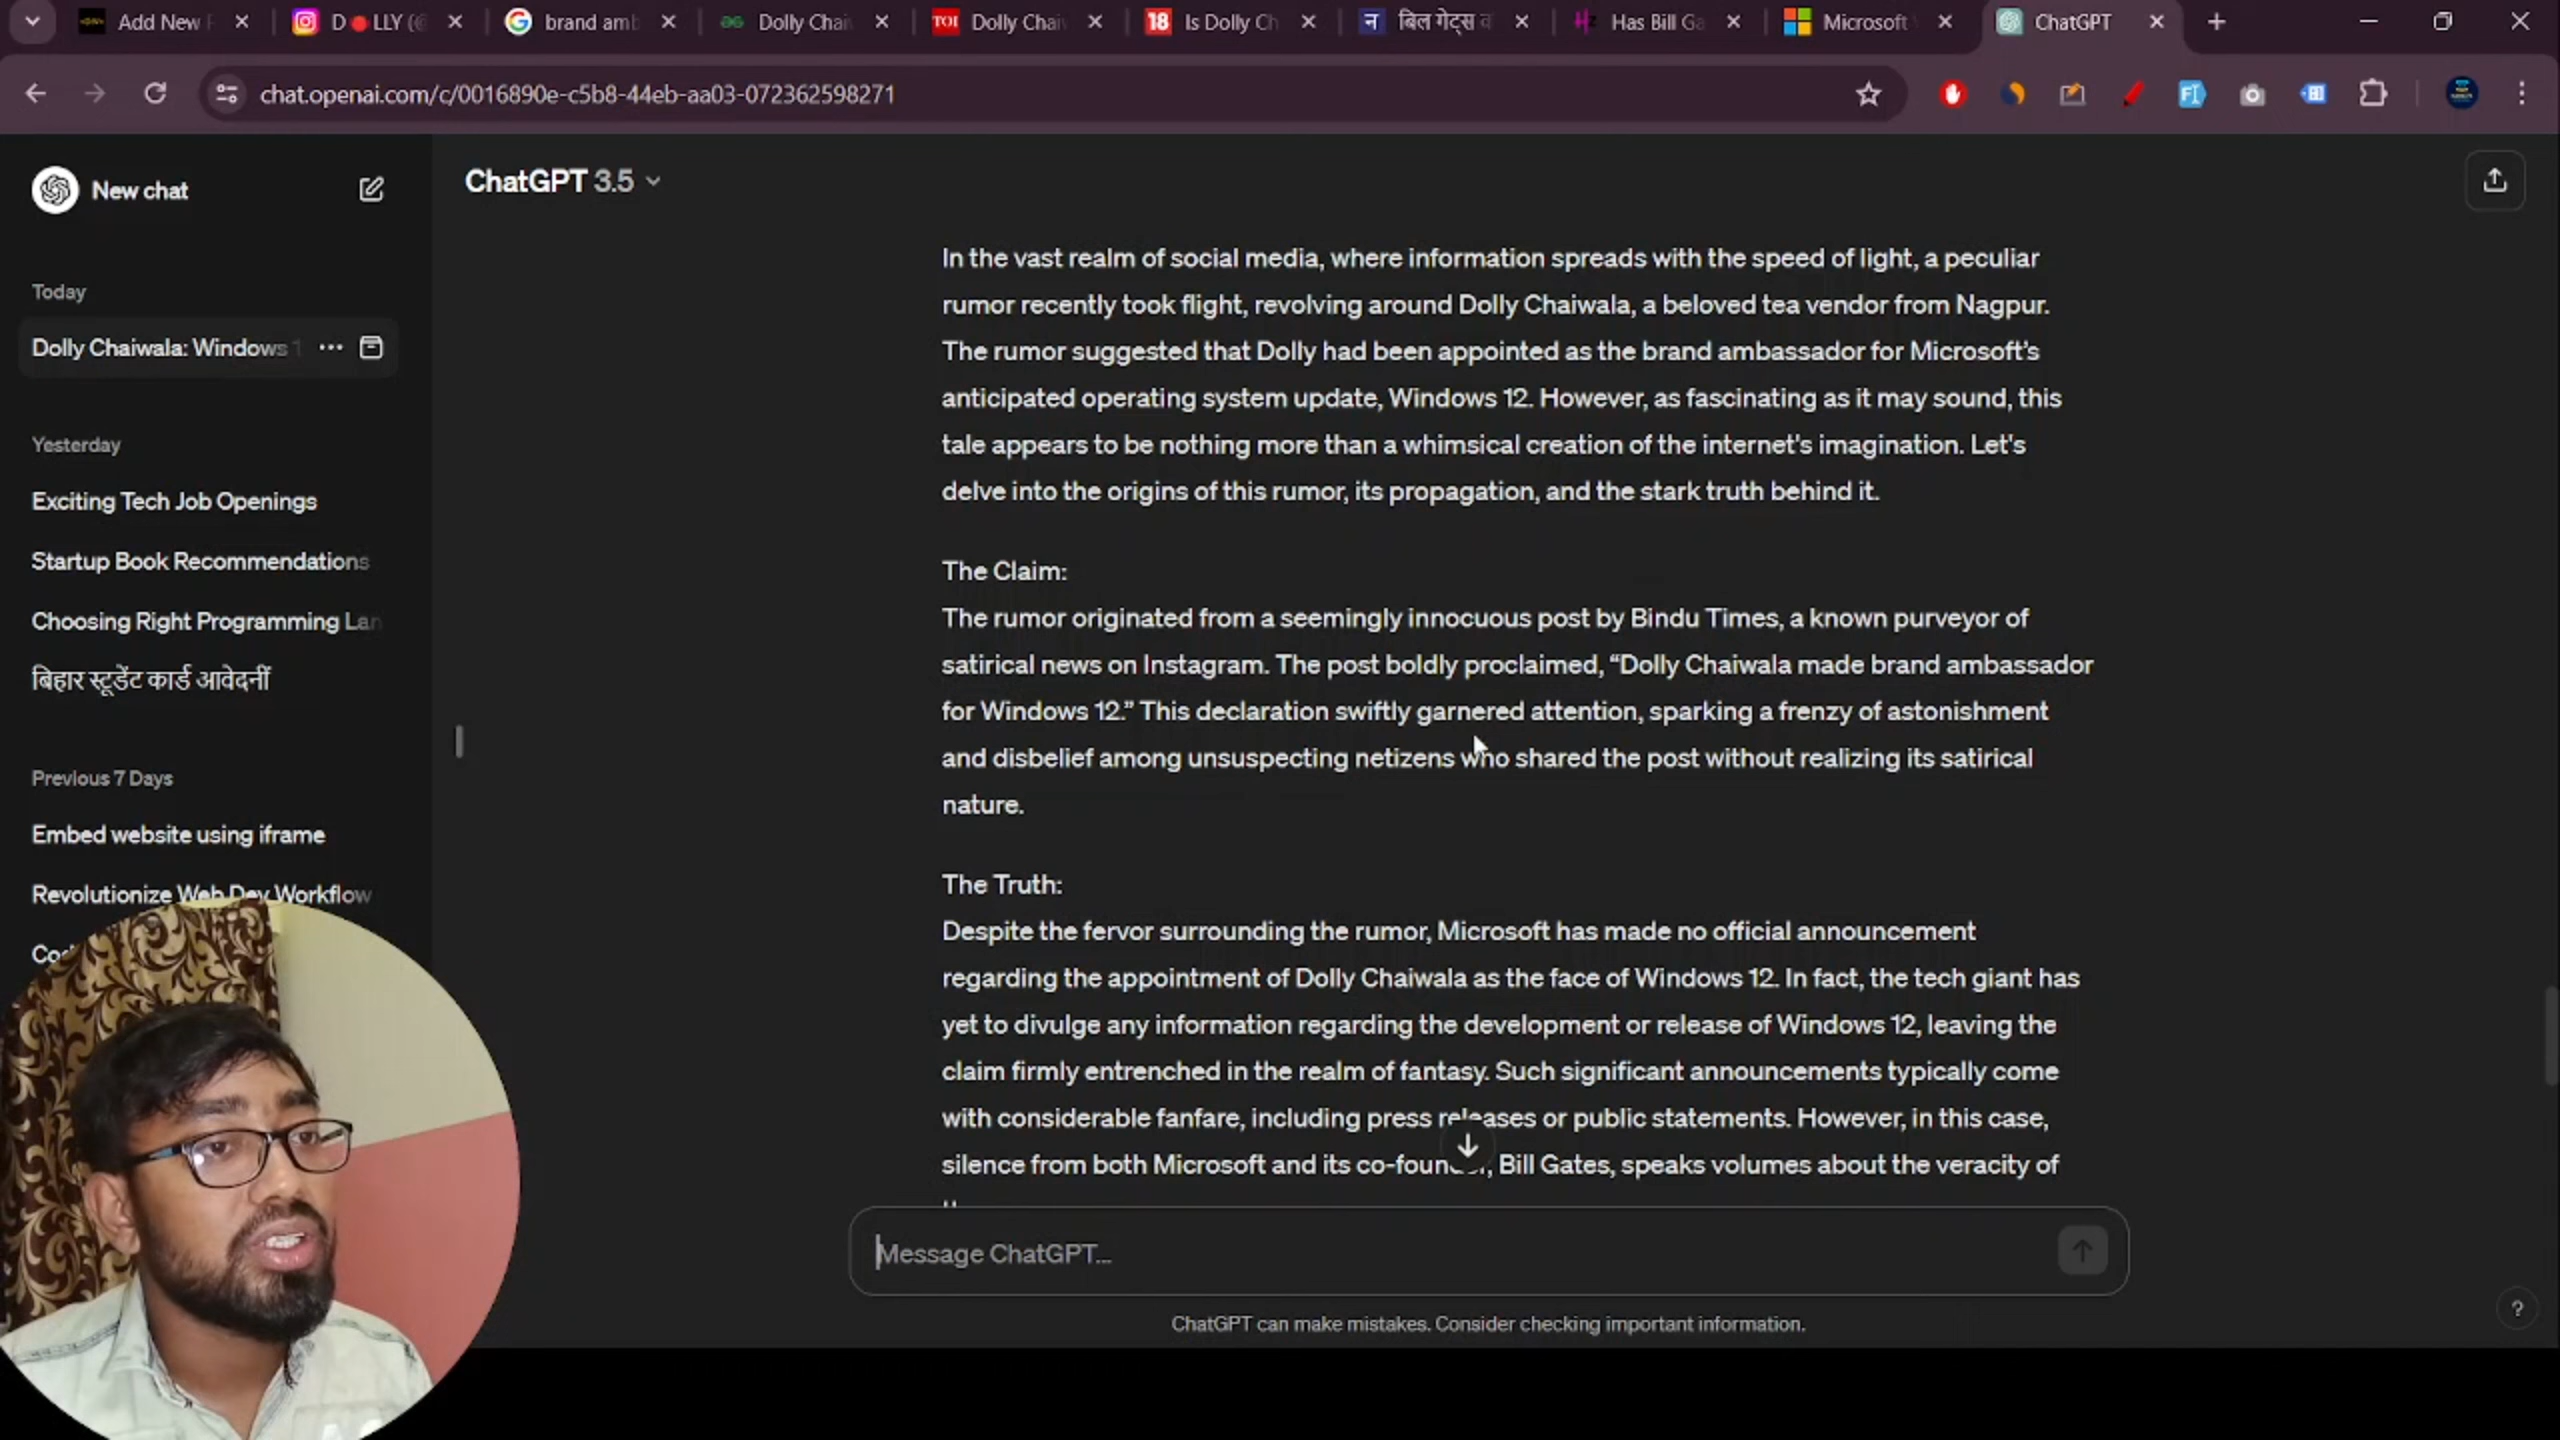 Add New
D🔴LLY (@
brand amb
Dolly Chai
TOI
Dolly Chai
18
Is Dolly Ch
न
बिल गेट्स
Has Bill Ga
Microsoft
ChatGPT
chat.openai.com/c/0016890e-c5b8-44eb-aa03-072362598271
New chat
Today
Dolly Chaiwala: Windows 1
Yesterday
Exciting Tech Job Openings
Startup Book Recommendations
Choosing Right Programming Lan
बिहार स्टूडेंट कार्ड आवेदनीं
Previous 7 Days
Embed website using iframe
Revolutionize Web Dev Workflow
ChatGPT 3.5
In the vast realm of social media, where information spreads with the speed of light, a peculiar
rumor recently took flight, revolving around Dolly Chaiwala, a beloved tea vendor from Nagpur.
The rumor suggested that Dolly had been appointed as the brand ambassador for Microsoft's
anticipated operating system update, Windows 12. However, as fascinating as it may sound, this
tale appears to be nothing more than a whimsical creation of the internet's imagination. Let's
delve into the origins of this rumor, its propagation, and the stark truth behind it.
The Claim:
The rumor originated from a seemingly innocuous post by Bindu Times, a known purveyor of
satirical news on Instagram. The post boldly proclaimed, “Dolly Chaiwala made brand ambassador
for Windows 12.” This declaration swiftly garnered attention, sparking a frenzy of astonishment
and disbelief among unsuspecting netizens who shared the post without realizing its satirical
nature.
The Truth:
Despite the fervor surrounding the rumor, Microsoft has made no official announcement
regarding the appointment of Dolly Chaiwala as the face of Windows 12. In fact, the tech giant has
yet to divulge any information regarding the development or release of Windows 12, leaving the
claim firmly entrenched in the realm of fantasy. Such significant announcements typically come
with considerable fanfare, including press releases or public statements. However, in this case,
silence from both Microsoft and its co-founder, Bill Gates, speaks volumes about the veracity of
Message ChatGPT...
ChatGPT can make mistakes. Consider checking important information.
?